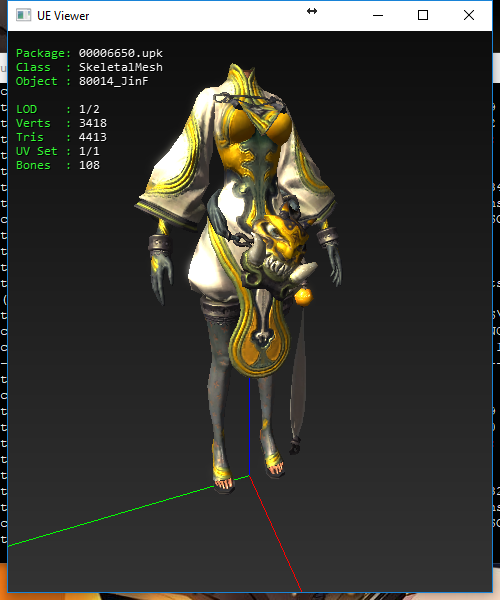 UE Viewer
Package: 00006650.upk
Class : SkeletalMesh
Object : 80014_JinF
LOD : 1/2
Verts : 3418
Tris : 4413
UV Set : 1/1
Bones : 108